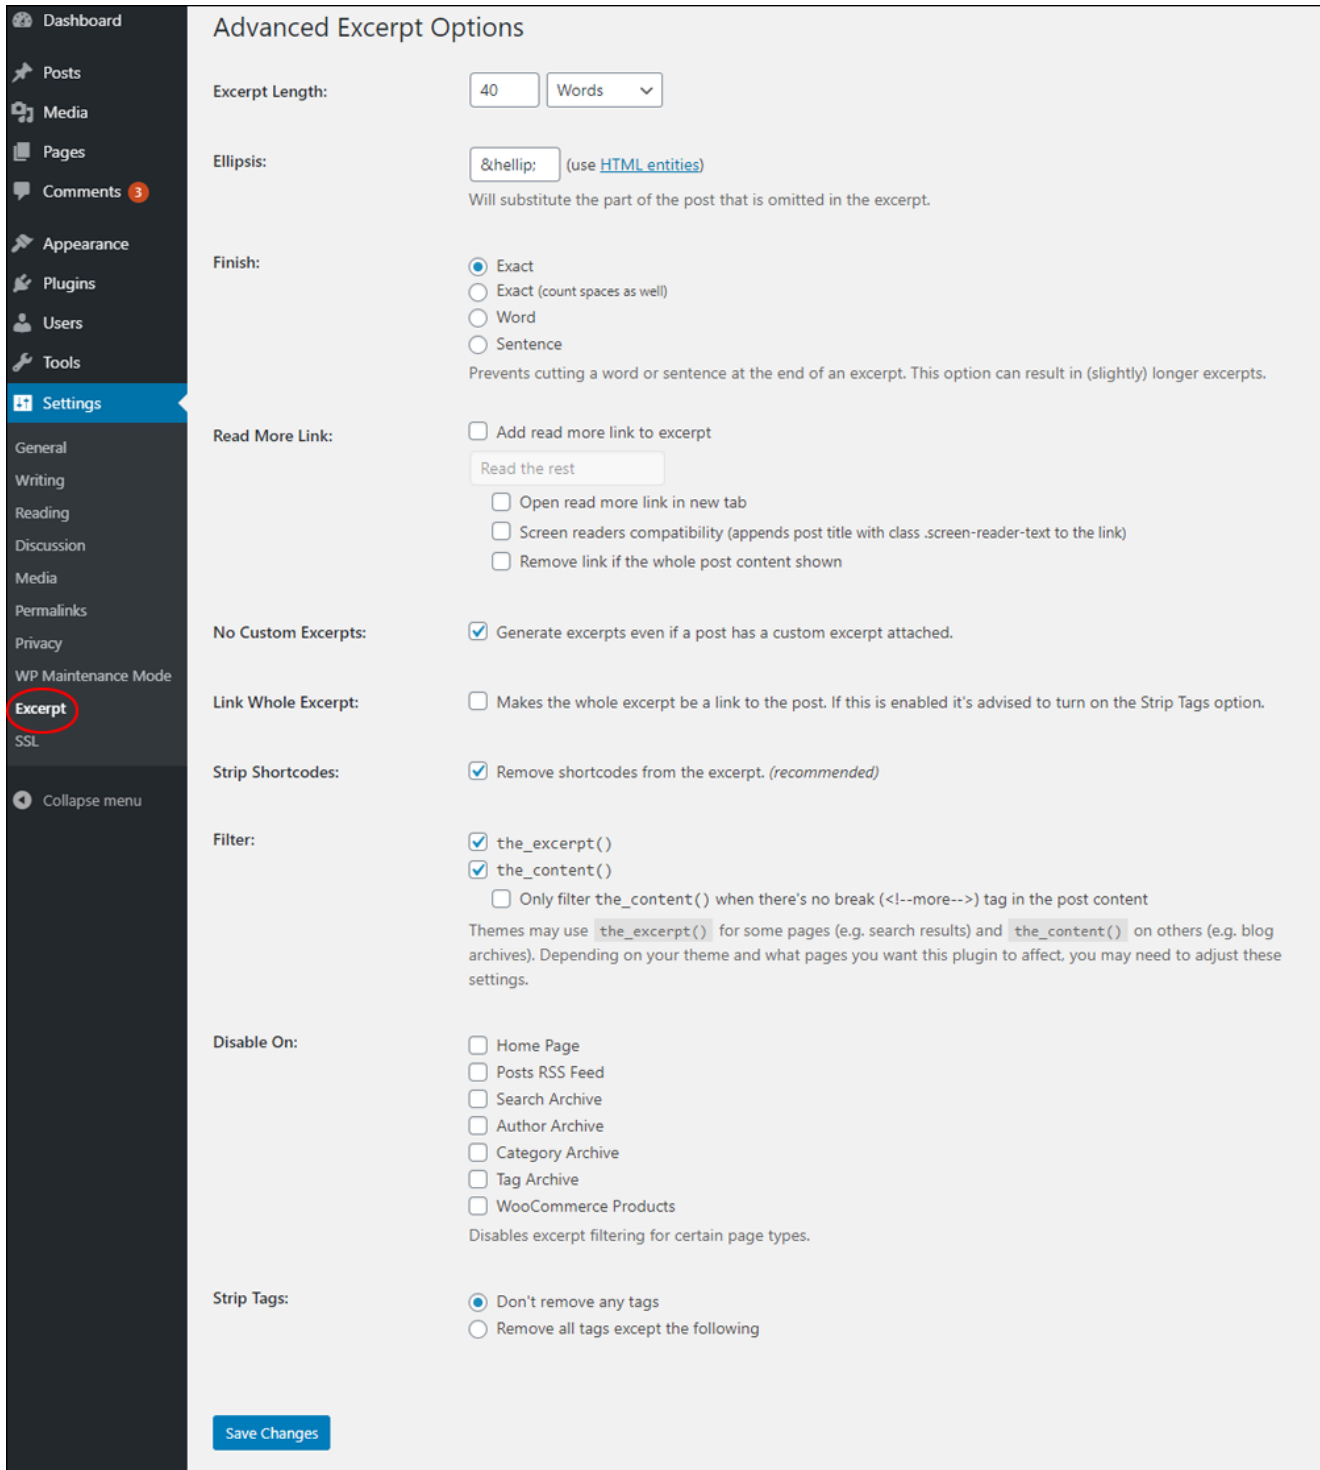 Dashboard
Posts
Media
Pages
Comments 3
Appearance
Plugins
Users
Tools
Settings
General
Writing
Reading
Discussion
Media
Permalinks
Privacy
WP Maintenance Mode
Excerpt
SSL
Collapse menu
Advanced Excerpt Options
Excerpt Length: 40 Words
Ellipsis: &hellip; (use HTML entities)
Will substitute the part of the post that is omitted in the excerpt.
Finish: Exact
Exact (count spaces as well)
Word
Sentence
Prevents cutting a word or sentence at the end of an excerpt. This option can result in (slightly) longer excerpts.
Read More Link: Add read more link to excerpt
Read the rest
Open read more link in new tab
Screen readers compatibility (appends post title with class .screen-reader-text to the link)
Remove link if the whole post content shown
No Custom Excerpts: Generate excerpts even if a post has a custom excerpt attached.
Link Whole Excerpt: Makes the whole excerpt be a link to the post. If this is enabled it's advised to turn on the Strip Tags option.
Strip Shortcodes: Remove shortcodes from the excerpt. (recommended)
Filter: the_excerpt()
the_content()
Only filter the_content() when there's no break (<!--more-->) tag in the post content
Themes may use the_excerpt() for some pages (e.g. search results) and the_content() on others (e.g. blog
archives). Depending on your theme and what pages you want this plugin to affect, you may need to adjust these
settings.
Disable On: Home Page
Posts RSS Feed
Search Archive
Author Archive
Category Archive
Tag Archive
WooCommerce Products
Disables excerpt filtering for certain page types.
Strip Tags: Don't remove any tags
Remove all tags except the following
Save Changes